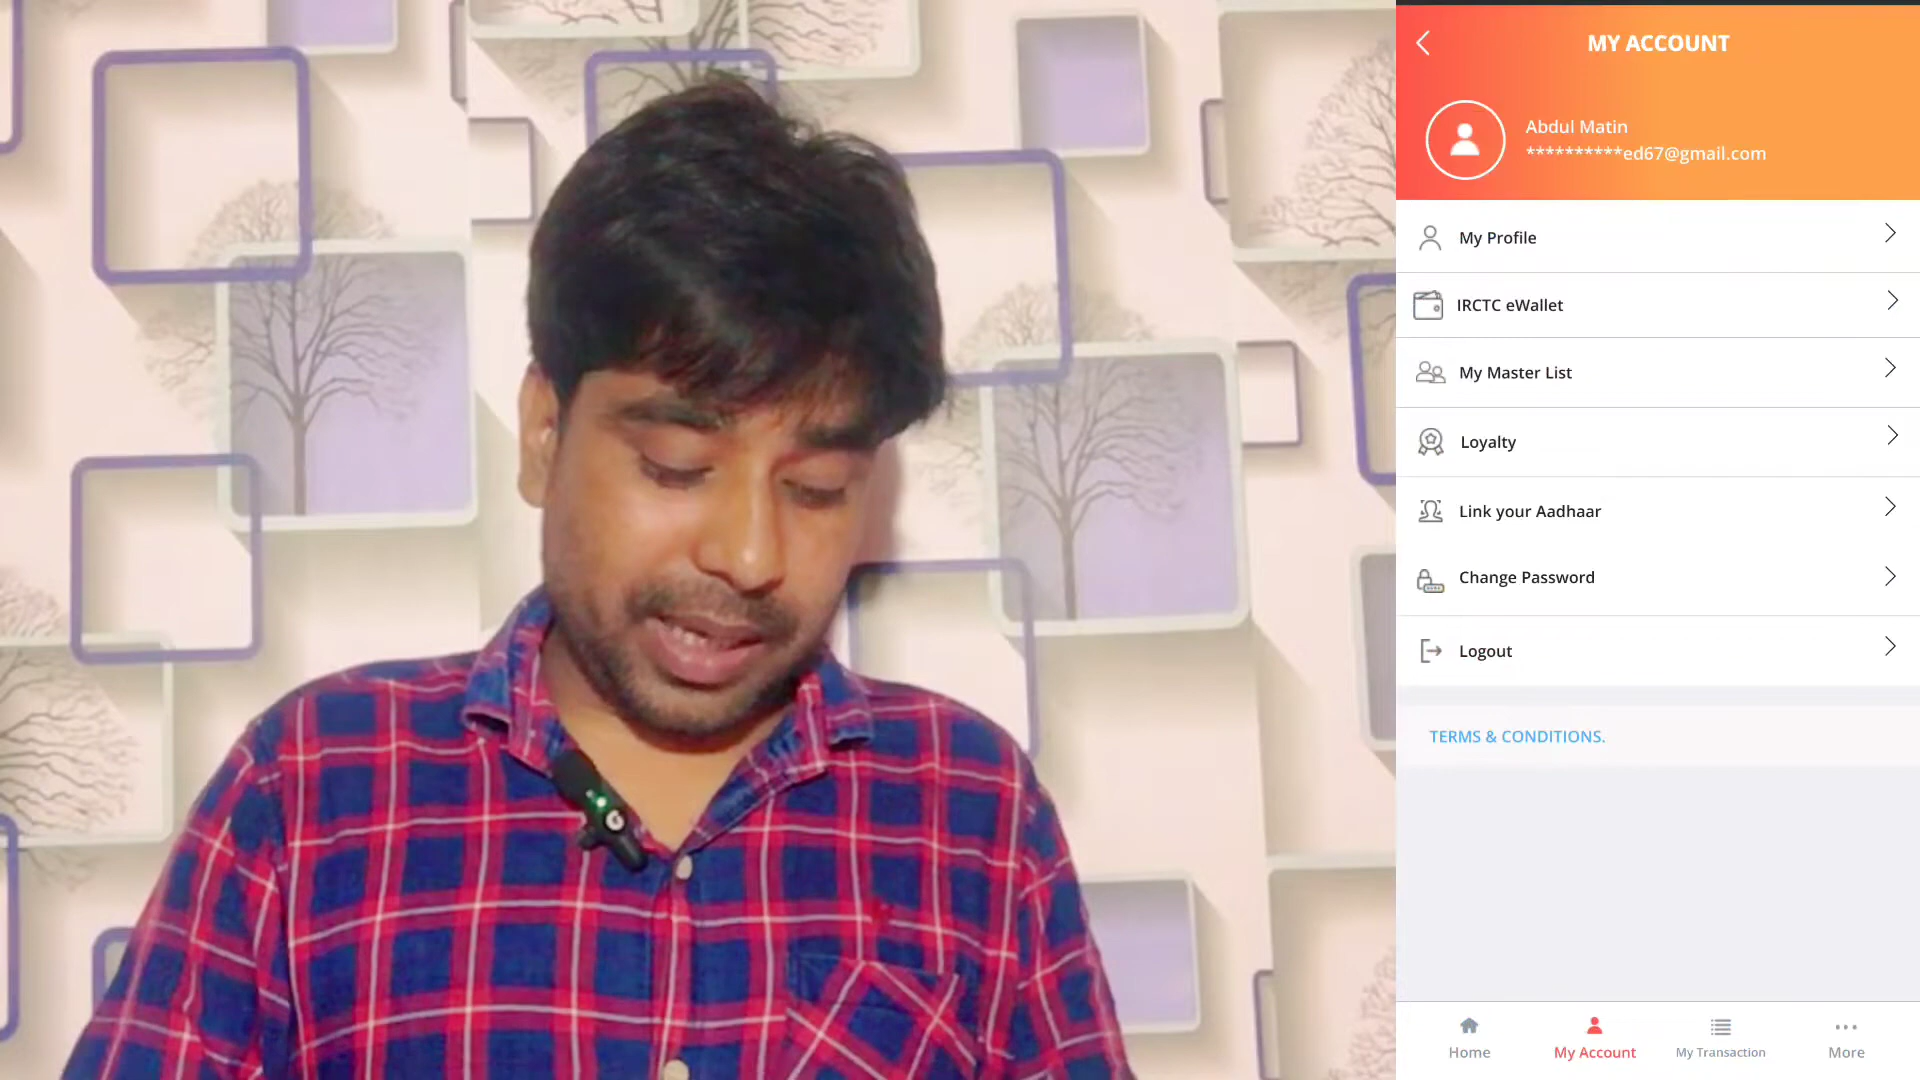 MY ACCOUNT
Abdul Matin
**********ed67@gmail.com
My Profile
IRCTC eWallet
My Master List
Loyalty
Link your Aadhaar
Change Password
Logout
TERMS & CONDITIONS.
Home
My Account
My Transaction
More